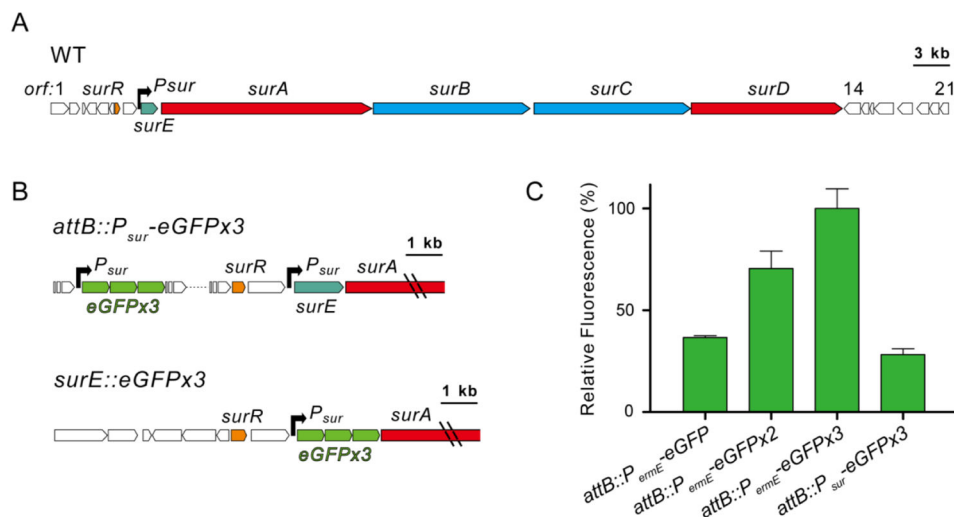 A
WT
3 kb
orf:1
surR
Psur
surA
surB
surC
surD
14
21
surE
B
attB::Psur-eGFPx3
1 kb
Psur
surR
Psur
surA
eGFPx3
surE
surE::eGFPx3
1 kb
surR
Psur
surA
eGFPx3
C
Relative Fluorescence (%)
100
50
0
attB::PermE-eGFP
attB::PermE-eGFPx2
attB::PermE-eGFPx3
attB::Psur-eGFPx3